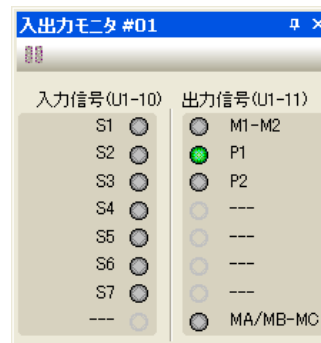 入出力モニタ #01
入力信号(U1-10) 出力信号(U1-11)
S1 M1-M2
S2 P1
S3 P2
S4 ---
S5 ---
S6 ---
S7 ---
--- MA/MB-MC